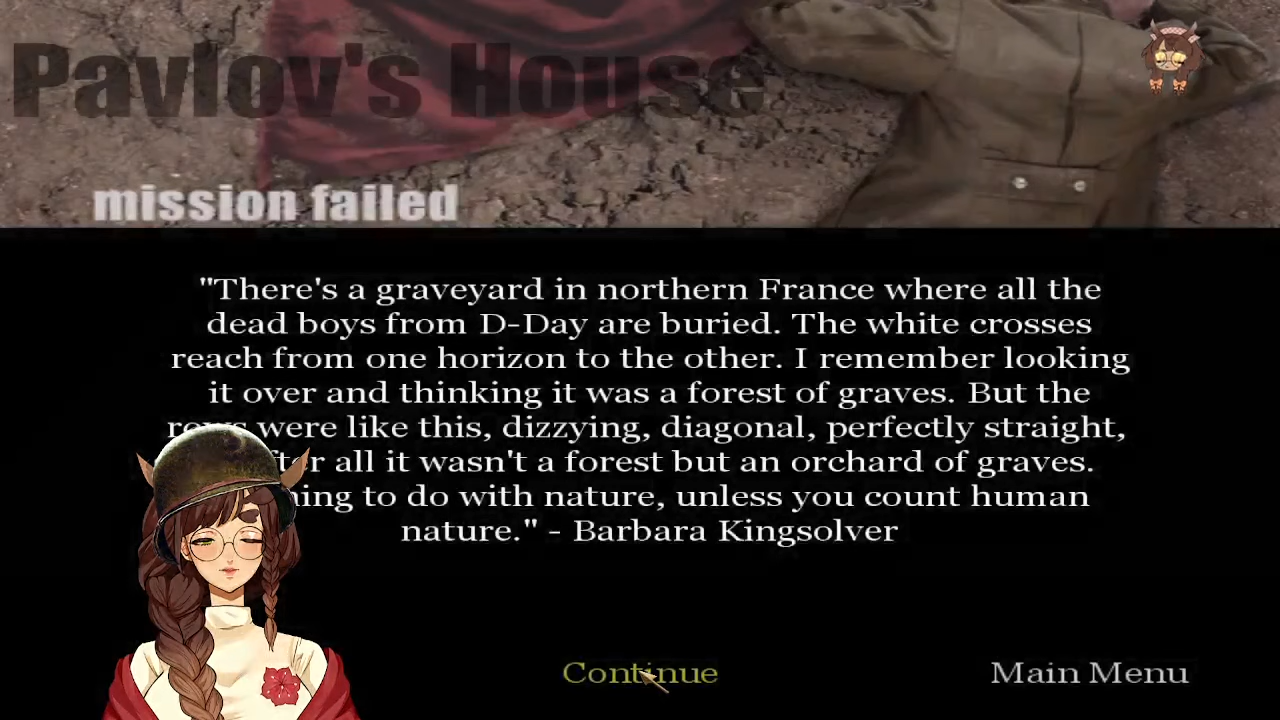 Pavlov's House
mission failed
"There's a graveyard in northern France where all the
dead boys from D-Day are buried. The white crosses
reach from one horizon to the other. I remember looking
it over and thinking it was a forest of graves. But the
rows were like this, dizzying, diagonal, perfectly straight,
all it wasn't a forest but an orchard of graves.
to do with nature, unless you count human
nature." - Barbara Kingsolver
Continue
Main Menu